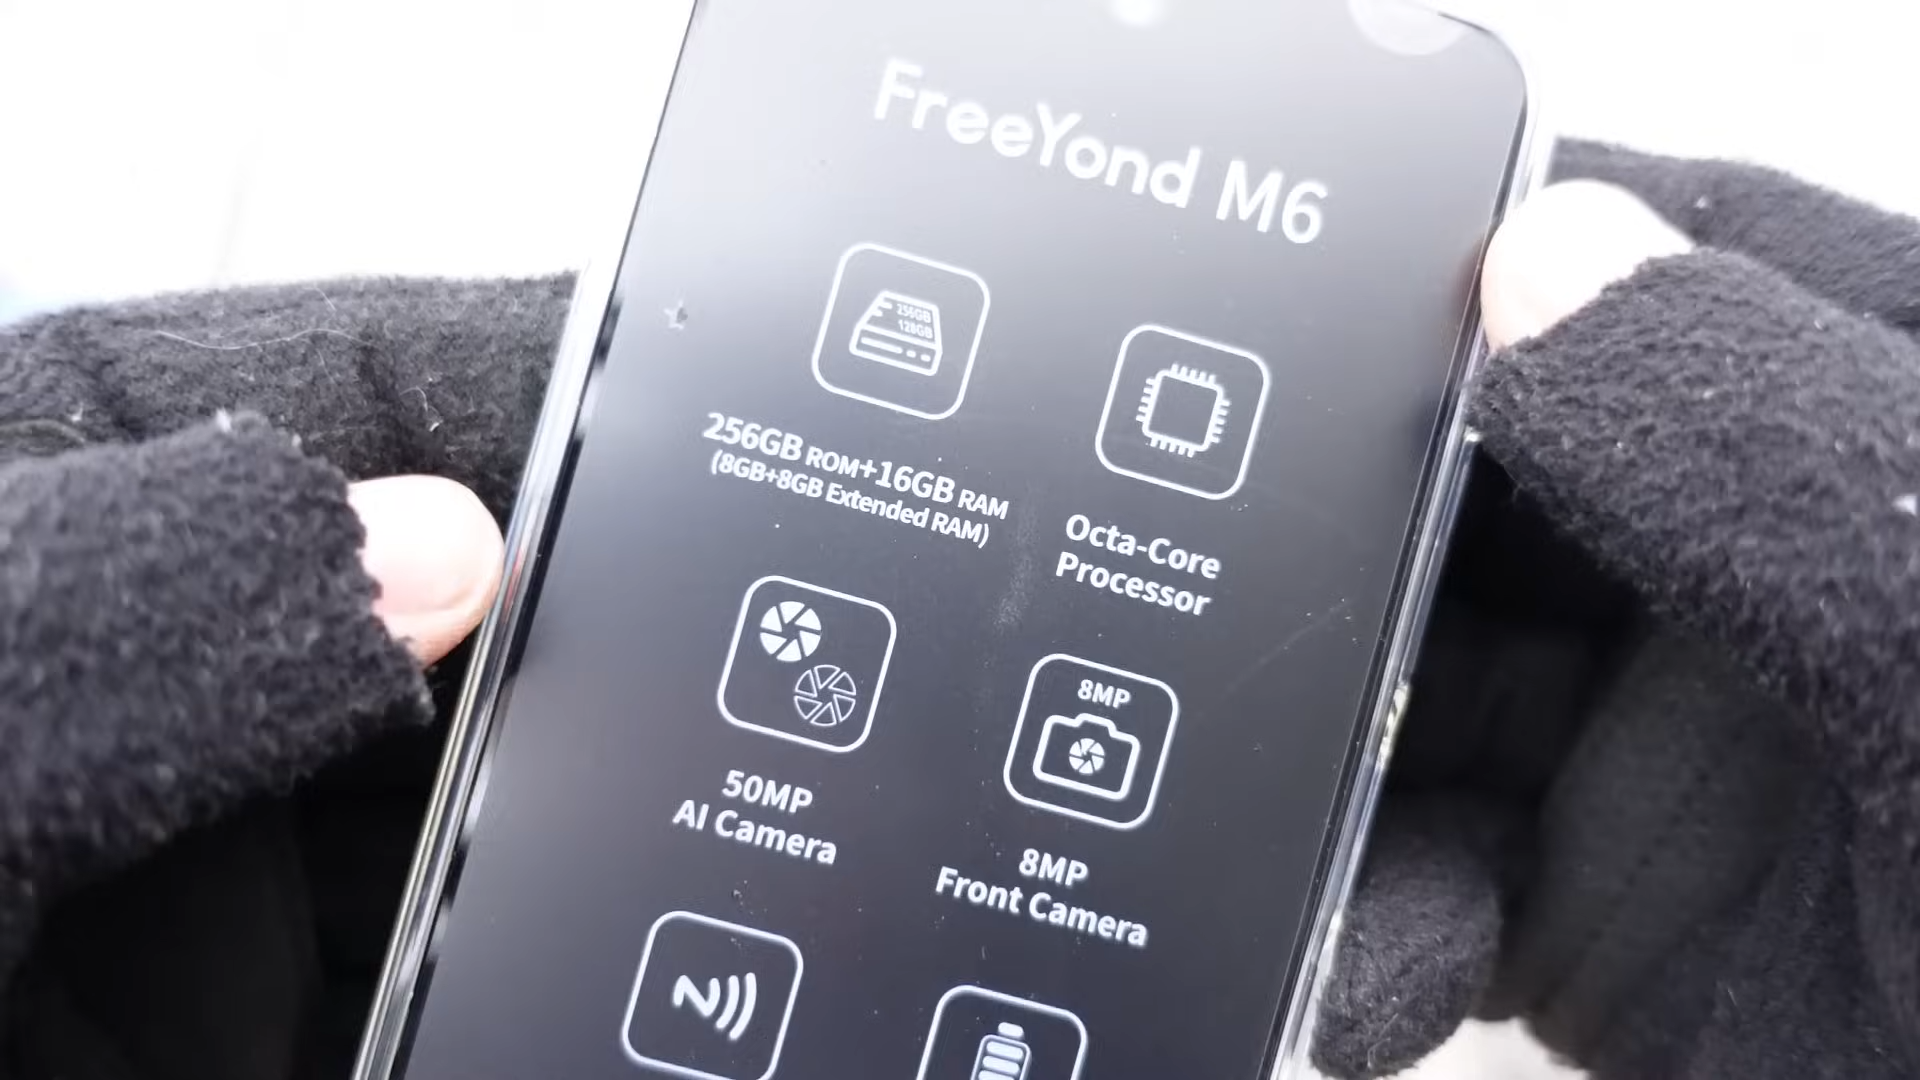 FreeYond M6
256GB
128GB
256GB ROM+16GB RAM
(8GB+8GB Extended RAM)
Octa-Core
Processor
50MP
AI Camera
8MP
8MP
Front Camera